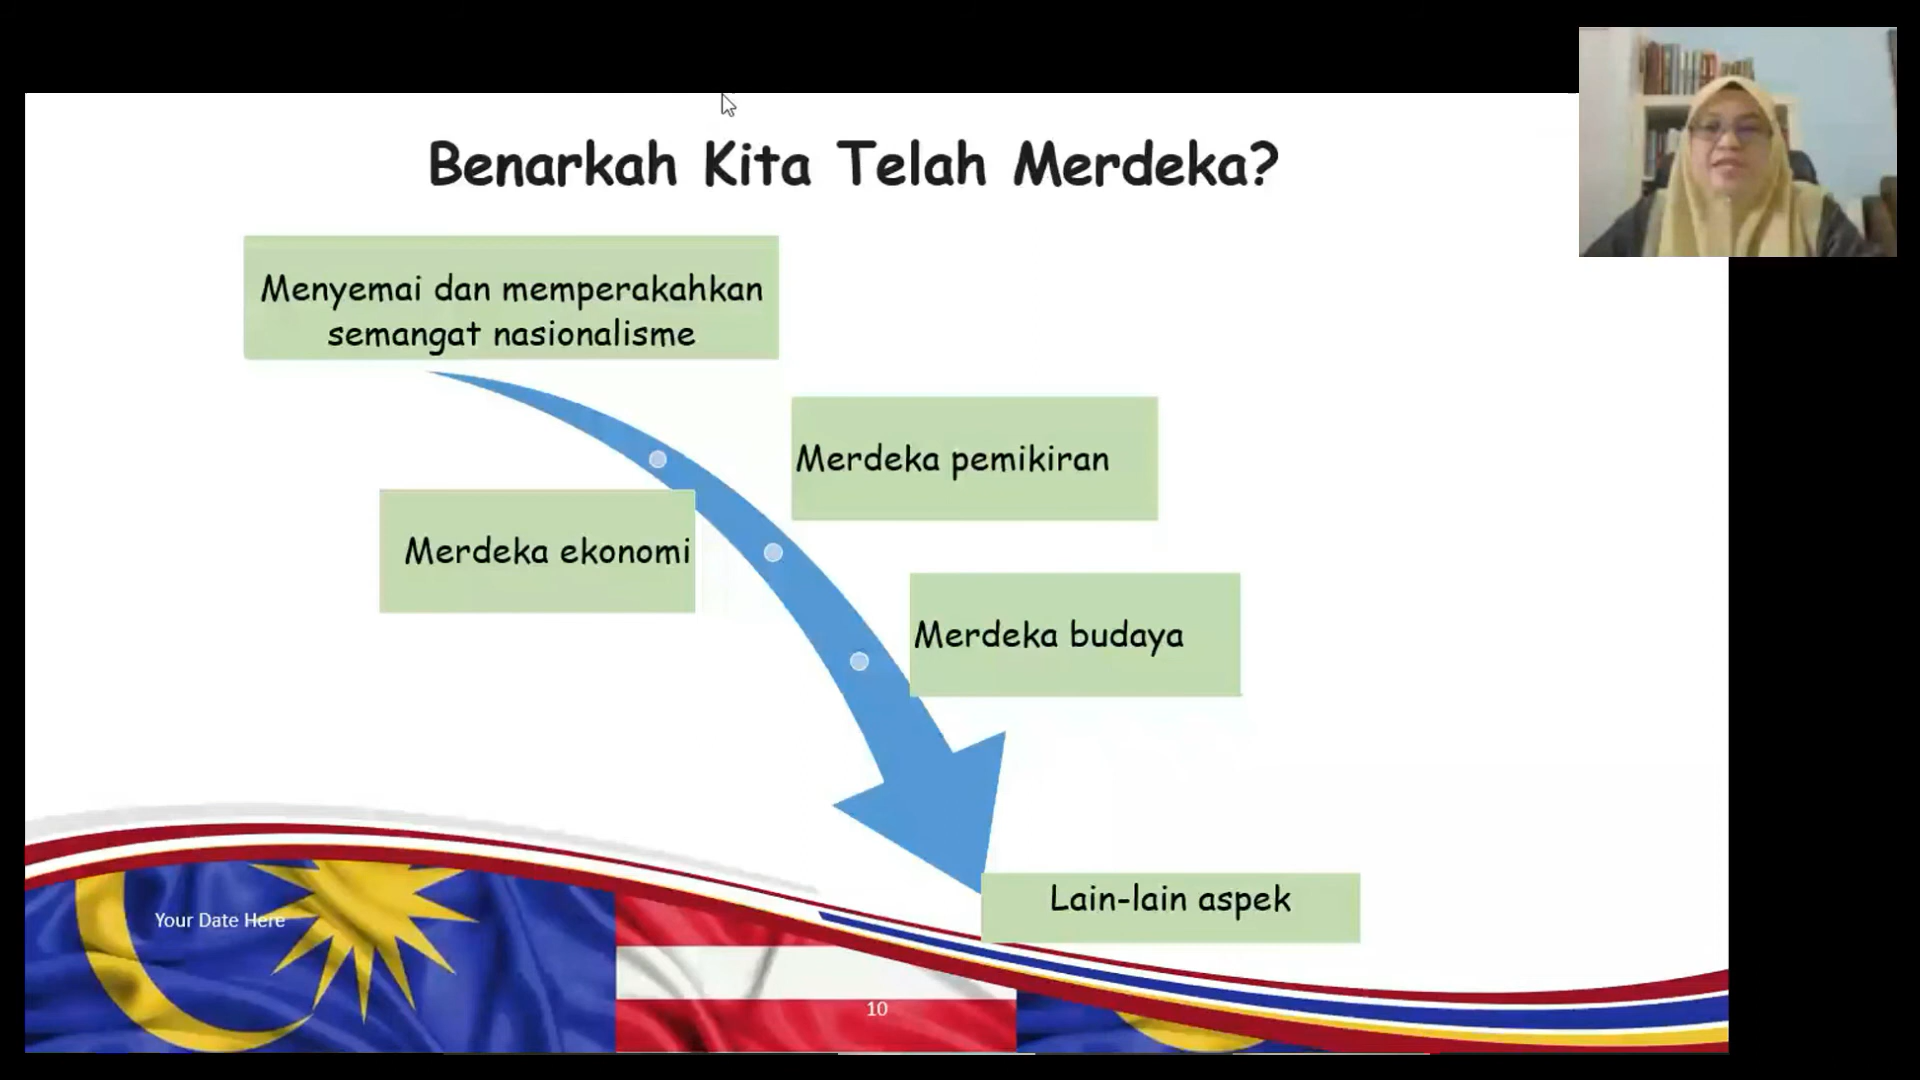 Benarkah Kita Telah Merdeka?
Menyemai dan memperakahkan
semangat nasionalisme
Merdeka pemikiran
Merdeka ekonomi
Merdeka budaya
Lain-lain aspek
Your Date Here
10